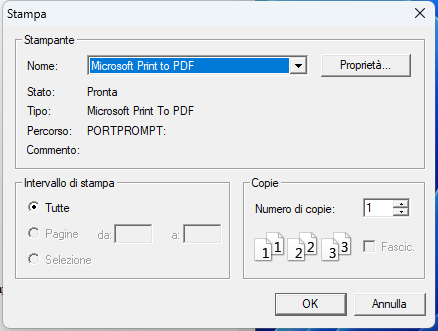 Stampa
Stampante
Nome: Microsoft Print to PDF Proprietà...
Stato: Pronta
Tipo: Microsoft Print To PDF
Percorso: PORTPROMPT:
Commento:
Intervallo di stampa
Tutte
Pagine da: a:
Selezione
Copie
Numero di copie: 1
1 1 2 2 3 3 Fascic.
OK Annulla